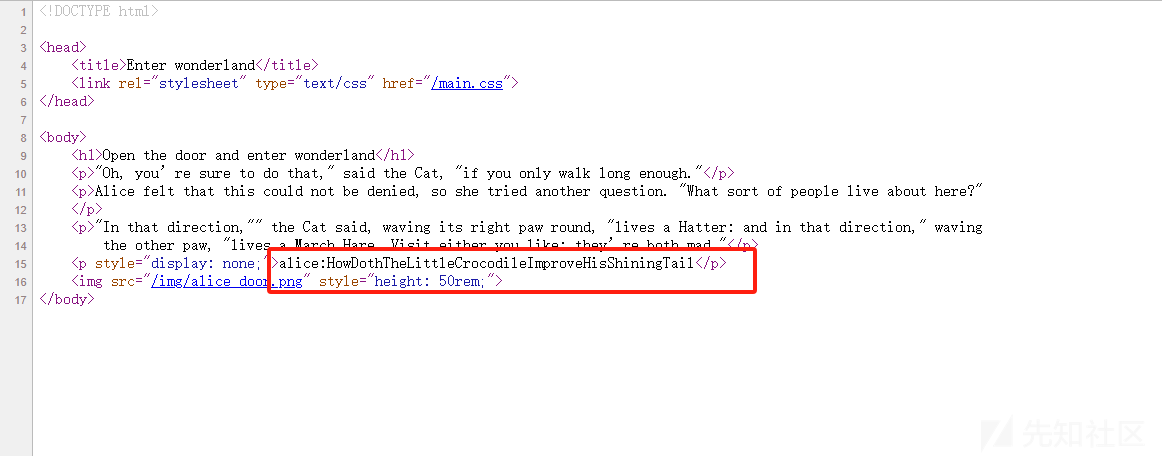 1 <!DOCTYPE html>
2
3 <head>
4 <title>Enter wonderland</title>
5 <link rel="stylesheet" type="text/css" href="/main.css">
6 </head>
7
8 <body>
9 <h1>Open the door and enter wonderland</h1>
10 <p>"Oh, you're sure to do that," said the Cat, "if you only walk long enough."</p>
11 <p>Alice felt that this could not be denied, so she tried another question. "What sort of people live about here?"
12 </p>
13 <p>"In that direction,"" the Cat said, waving its right paw round, "lives a Hatter: and in that direction," waving
14 the other paw, "lives a March Hare. Visit either you like: they're both mad."</p>
15 <p style="display: none;">alice:HowDothTheLittleCrocodileImproveHisShiningTail</p>
16 <img src="/img/alice_door.png" style="height: 50rem;">
17 </body>
先知社区